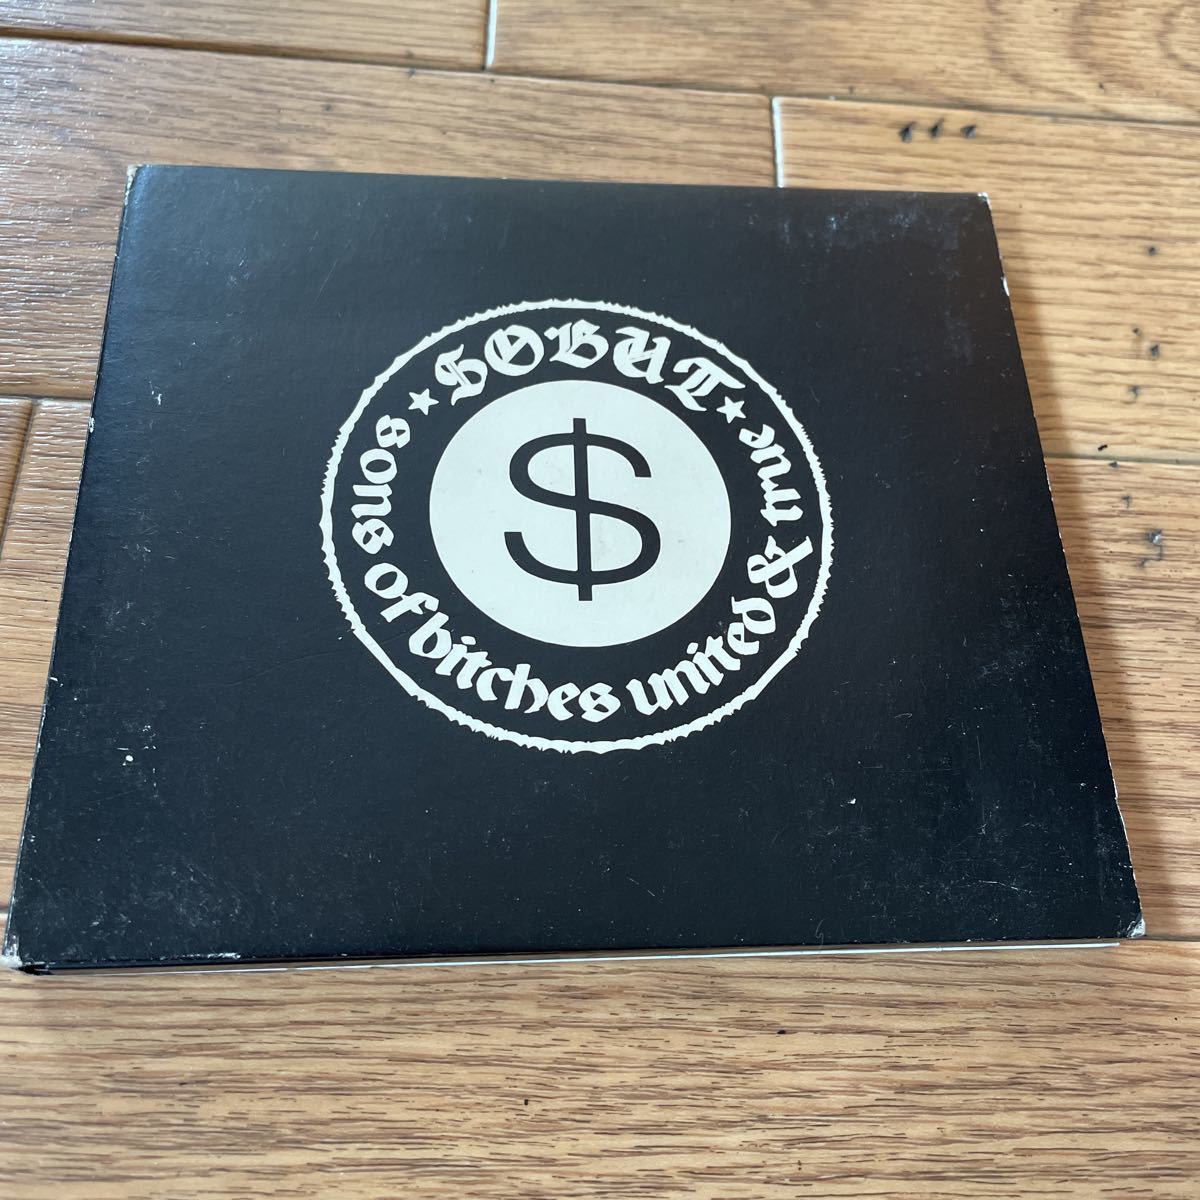 ★SOBUT★
sons of bitches united & true
$